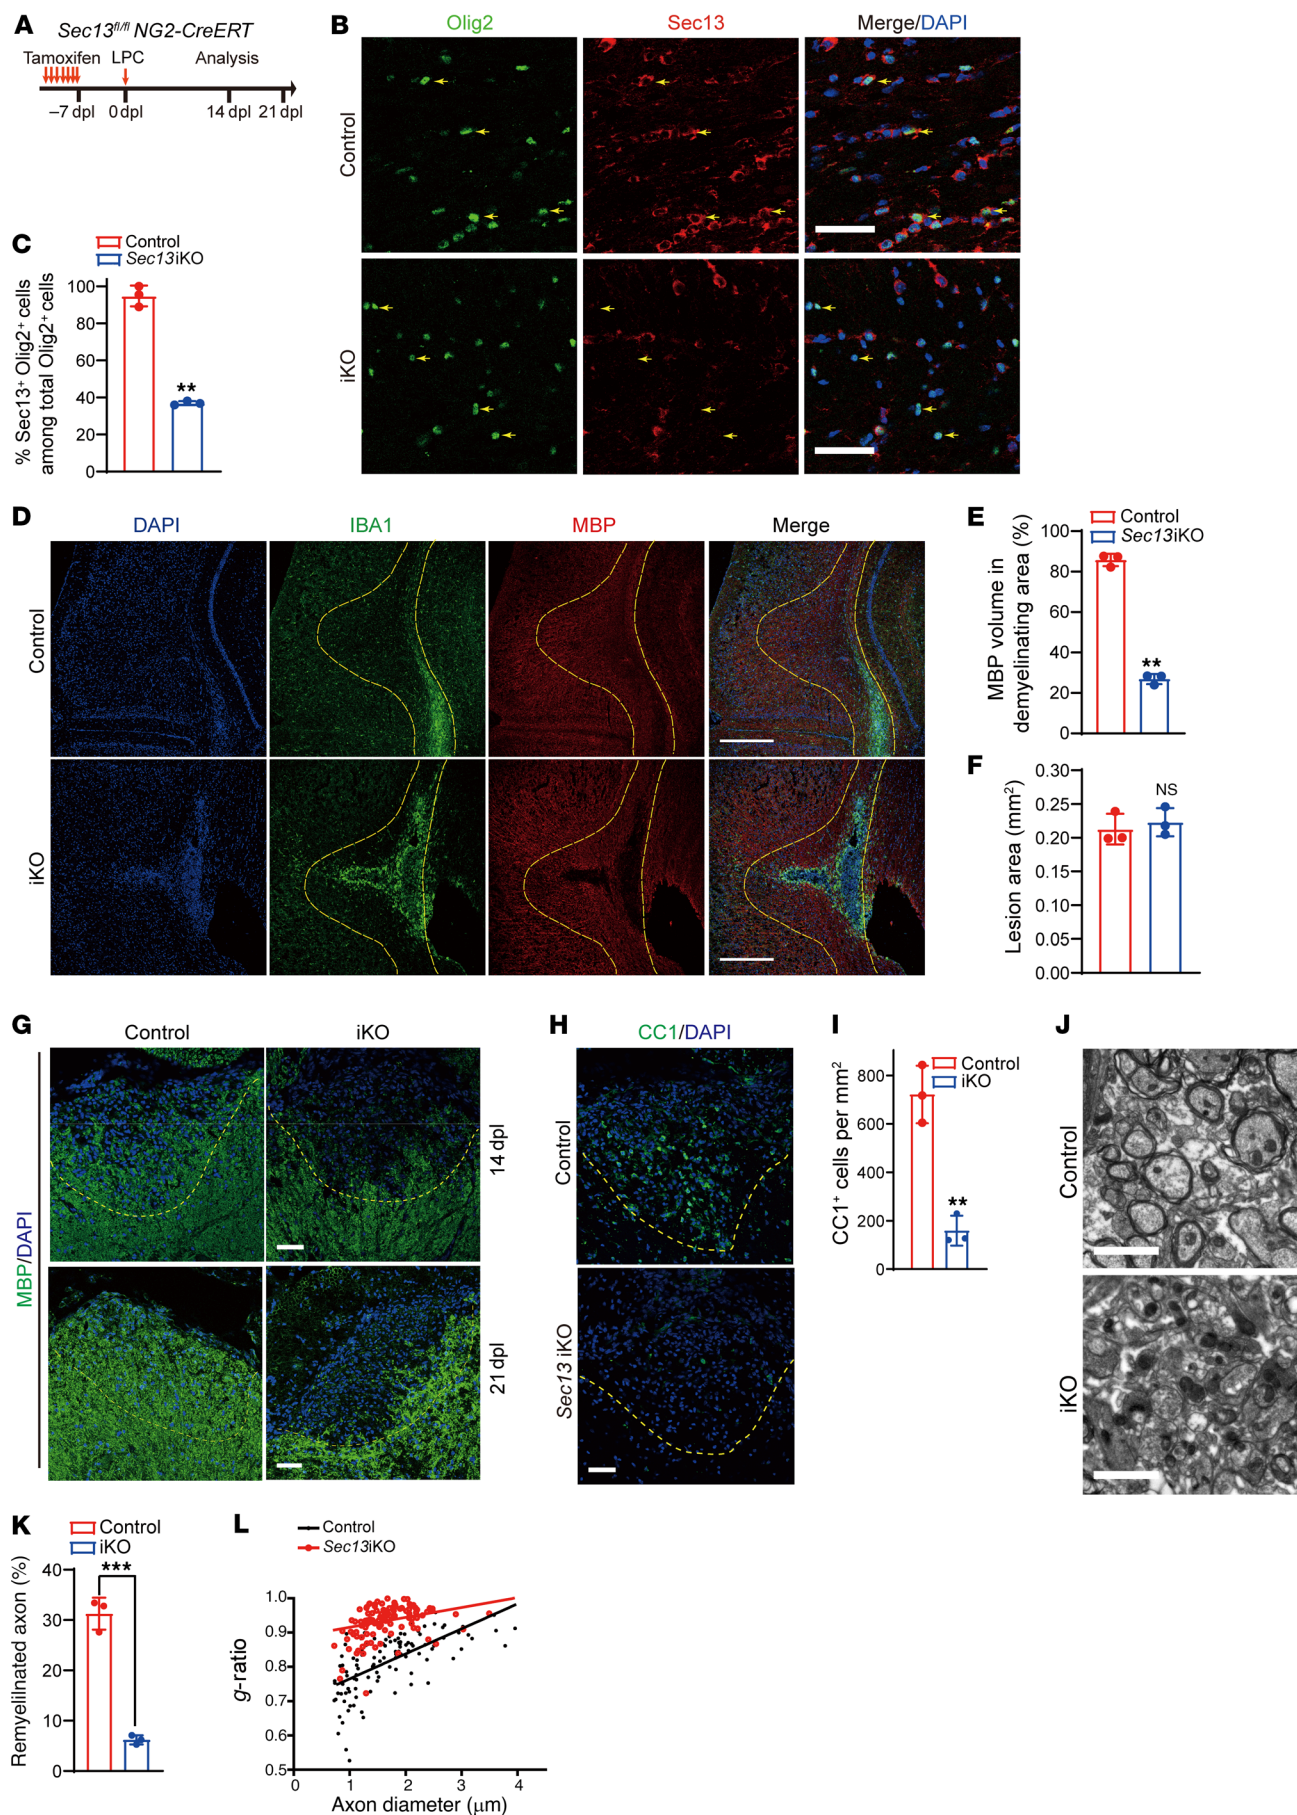 A
Sec13fl/fl NG2-CreERT
Tamoxifen LPC Analysis
–7 dpl 0 dpl 14 dpl 21 dpl
B
Olig2 Sec13 Merge/DAPI
Control
iKO
C
Control
Sec13iKO
% Sec13+ Olig2+ cells
among total Olig2+ cells
100
80
60
40
20
0
**
D
DAPI IBA1 MBP Merge
Control
iKO
E
Control
Sec13iKO
MBP volume in
demyelinating area (%)
100
80
60
40
20
0
**
F
Lesion area (mm2)
0.30
0.25
0.20
0.15
0.10
0.05
0.00
NS
G
Control iKO
MBP/DAPI
14 dpl
21 dpl
H
CC1/DAPI
Control
Sec13 iKO
I
Control
iKO
CC1+ cells per mm2
800
600
400
200
0
**
J
Control
iKO
K
Control
iKO
Remyelilnated axon (%)
40
30
20
10
0
***
L
Control
Sec13iKO
g-ratio
1.0
0.9
0.8
0.7
0.6
0.5
0 1 2 3 4
Axon diameter (μm)